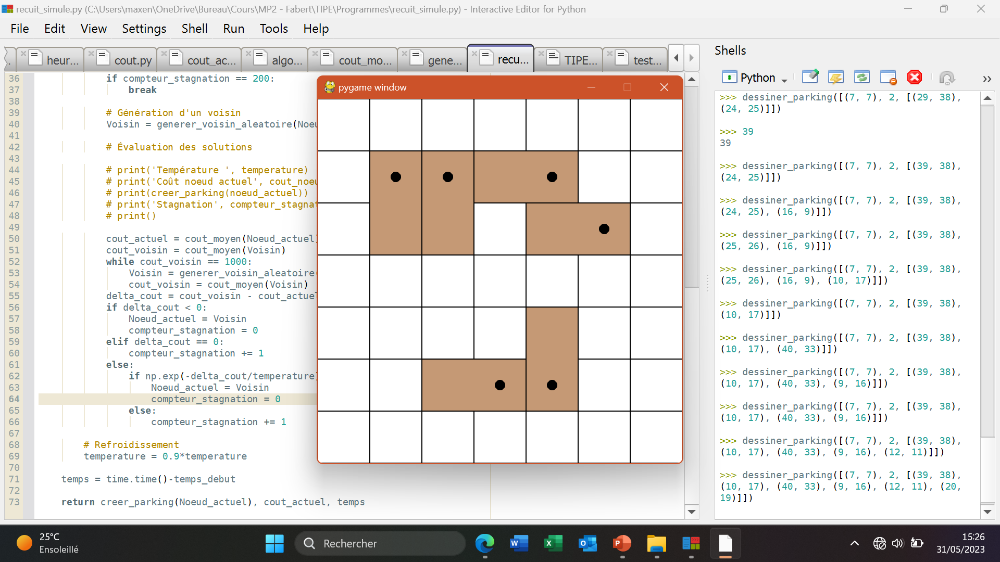 recuit_simule.py (C:\Users\maxen\OneDrive\Bureau\Cours\MP2 - Fabert\TIPE\Programmes\recuit_simule.py) - Interactive Editor for Python
File Edit View Settings Shell Run Tools Help
. heur... cout.py cout_ac... algo... cout_mo... gene... recu... TIPE... test...
36 if compteur_stagnation == 200:
37 break
38
39 # Génération d'un voisin
40 Voisin = generer_voisin_aleatoire(Noeu
41
42 # Évaluation des solutions
43
44 # print('Température ', temperature)
45 # print('Coût noeud actuel', cout_noeu
46 # print(creer_parking(noeud_actuel))
47 # print('Stagnation', compteur_stagnat
48 # print()
49
50 cout_actuel = cout_moyen(Noeud_actuel)
51 cout_voisin = cout_moyen(Voisin)
52 while cout_voisin == 1000:
53 Voisin = generer_voisin_aleatoire(
54 cout_voisin = cout_moyen(Voisin)
55 delta_cout = cout_voisin - cout_actuel
56 if delta_cout < 0:
57 Noeud_actuel = Voisin
58 compteur_stagnation = 0
59 elif delta_cout == 0:
60 compteur_stagnation += 1
61 else:
62 if np.exp(-delta_cout/temperature)
63 Noeud_actuel = Voisin
64 compteur_stagnation = 0
65 else:
66 compteur_stagnation += 1
67
68 # Refroidissement
69 temperature = 0.9*temperature
70
71 temps = time.time()-temps_debut
72
73 return creer_parking(Noeud_actuel), cout_actuel, temps
pygame window
Shells
Python
>>> dessiner_parking([(7, 7), 2, [(29, 38),
(24, 25)]])
>>> 39
39
>>> dessiner_parking([(7, 7), 2, [(39, 38),
(24, 25)]])
>>> dessiner_parking([(7, 7), 2, [(39, 38),
(24, 25), (16, 9)]])
>>> dessiner_parking([(7, 7), 2, [(39, 38),
(25, 26), (16, 9)]])
>>> dessiner_parking([(7, 7), 2, [(39, 38),
(25, 26), (16, 9), (10, 17)]])
>>> dessiner_parking([(7, 7), 2, [(39, 38),
(10, 17)]])
>>> dessiner_parking([(7, 7), 2, [(39, 38),
(10, 17), (40, 33)]])
>>> dessiner_parking([(7, 7), 2, [(39, 38),
(10, 17), (40, 33), (9, 16)]])
>>> dessiner_parking([(7, 7), 2, [(39, 38),
(10, 17), (40, 33), (9, 16)]])
>>> dessiner_parking([(7, 7), 2, [(39, 38),
(10, 17), (40, 33), (9, 16), (12, 11)]])
>>> dessiner_parking([(7, 7), 2, [(39, 38),
(10, 17), (40, 33), (9, 16), (12, 11), (20,
19)]])
25°C
Ensoleillé
Rechercher
15:26
31/05/2023